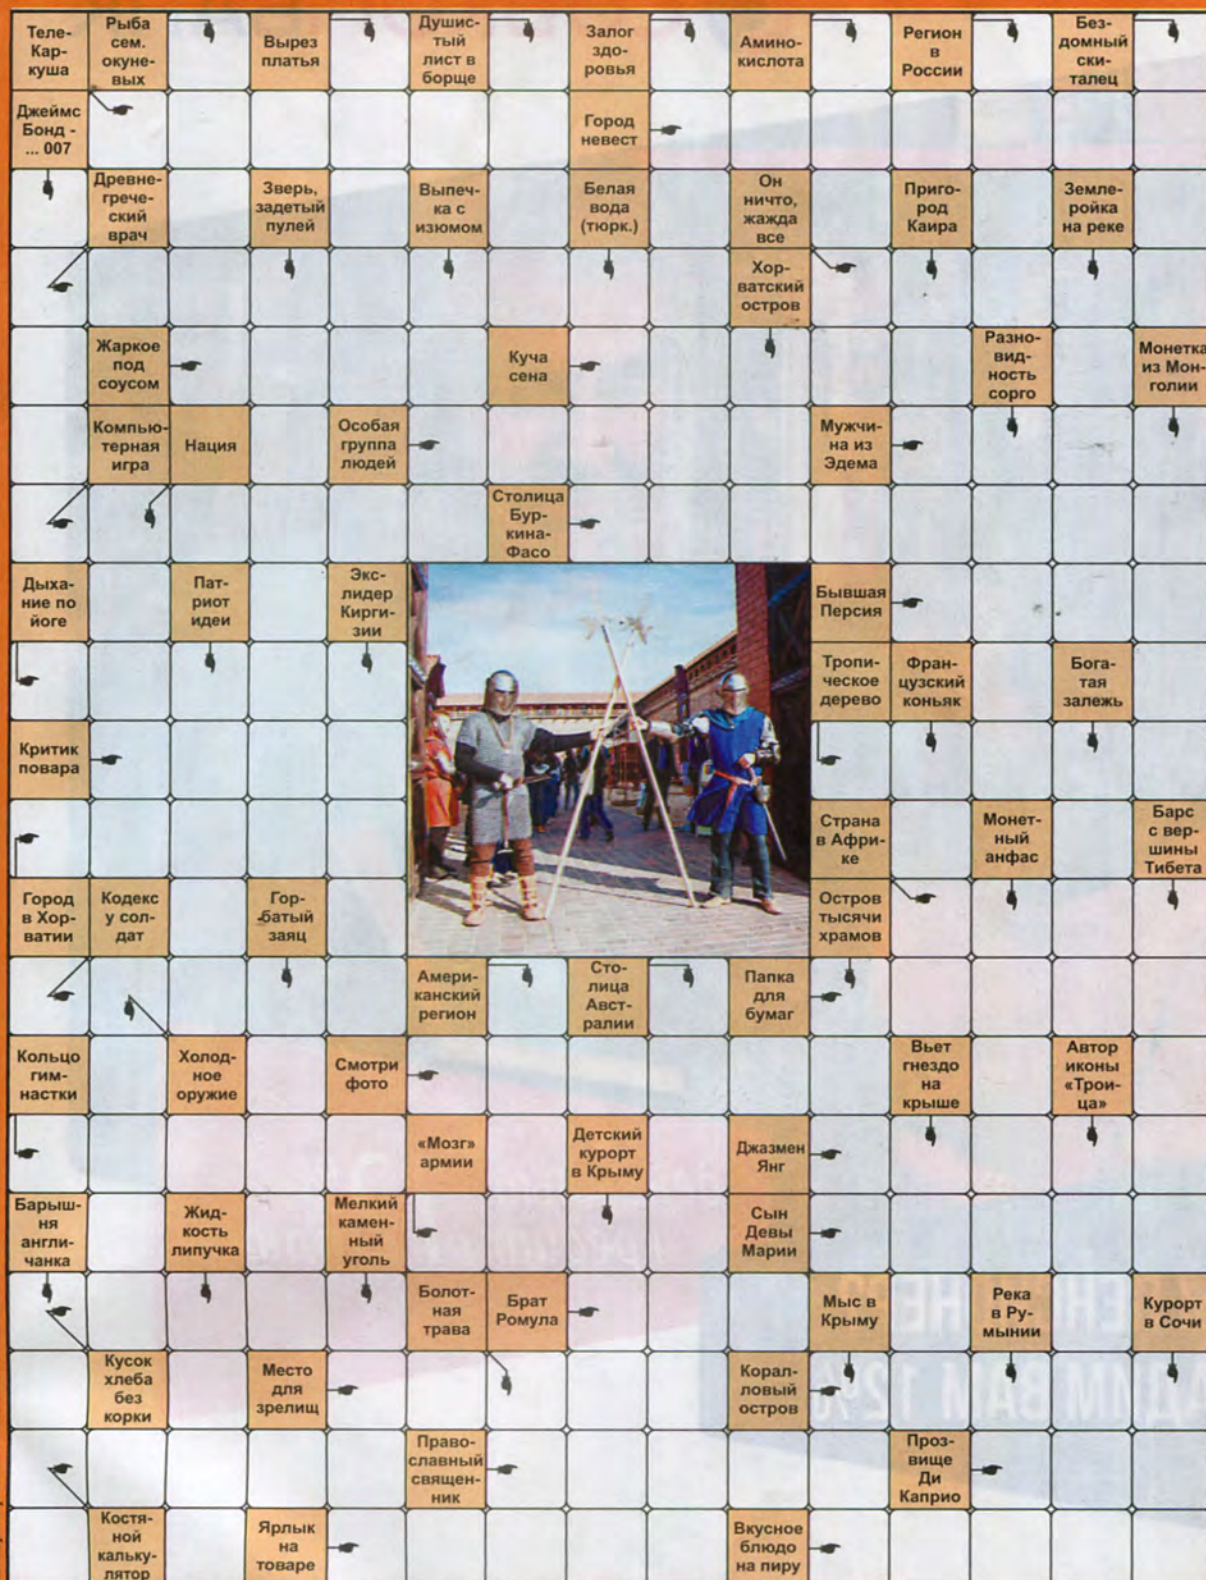 Теле-
Кар-
куша
Рыба
сем.
окуне-
вых
Вырез
платья
Душис-
тый
лист в
борще
Залог
здо-
ровья
Амино-
кислота
Регион
в
России
Без-
домный
ски-
талец
Джеймс
Бонд -
... 007
Город
невест
Древне-
грече-
ский
врач
Зверь,
задетый
пулей
Выпеч-
ка с
изюмом
Белая
вода
(тюрк.)
Он
ничто,
жажда
все
Приго-
род
Каира
Земле-
ройка
на реке
Хор-
ватский
остров
Жаркое
под
соусом
Куча
сена
Разно-
вид-
ность
сорго
Монетка
из Мон-
голии
Компью-
терная
игра
Нация
Особая
группа
людей
Мужчи-
на из
Эдема
Столица
Бур-
кина-
Фасо
Дыха-
ние по
йоге
Пат-
риот
идеи
Экс-
лидер
Кирги-
зии
Бывшая
Персия
Тропи-
ческое
дерево
Фран-
цузский
коньяк
Бога-
тая
залежь
Критик
повара
Страна
в Афри-
ке
Монет-
ный
анфас
Барс
с вер-
шины
Тибета
Город
в Хор-
ватии
Кодекс
у сол-
дат
Гор-
батый
заяц
Остров
тысячи
храмов
Амери-
канский
регион
Сто-
лица
Авст-
ралии
Папка
для
бумаг
Кольцо
гим-
настки
Холод-
ное
оружие
Смотри
фото
Вьет
гнездо
на
крыше
Автор
иконы
«Трои-
ца»
«Мозг»
армии
Детский
курорт
в Крыму
Джазмен
Янг
Барыш-
ня
англи-
чанка
Жид-
кость
липучка
Мелкий
камен-
ный
уголь
Сын
Девы
Марии
Болот-
ная
трава
Брат
Ромула
Мыс в
Крыму
Река
в Ру-
мынии
Курорт
в Сочи
Кусок
хлеба
без
корки
Место
для
зрелищ
Корал-
ловый
остров
Право-
славный
священ-
ник
Проз-
вище
Ди
Каприо
Костя-
ной
кальку-
лятор
Ярлык
на
товаре
Вкусное
блюдо
на пиру